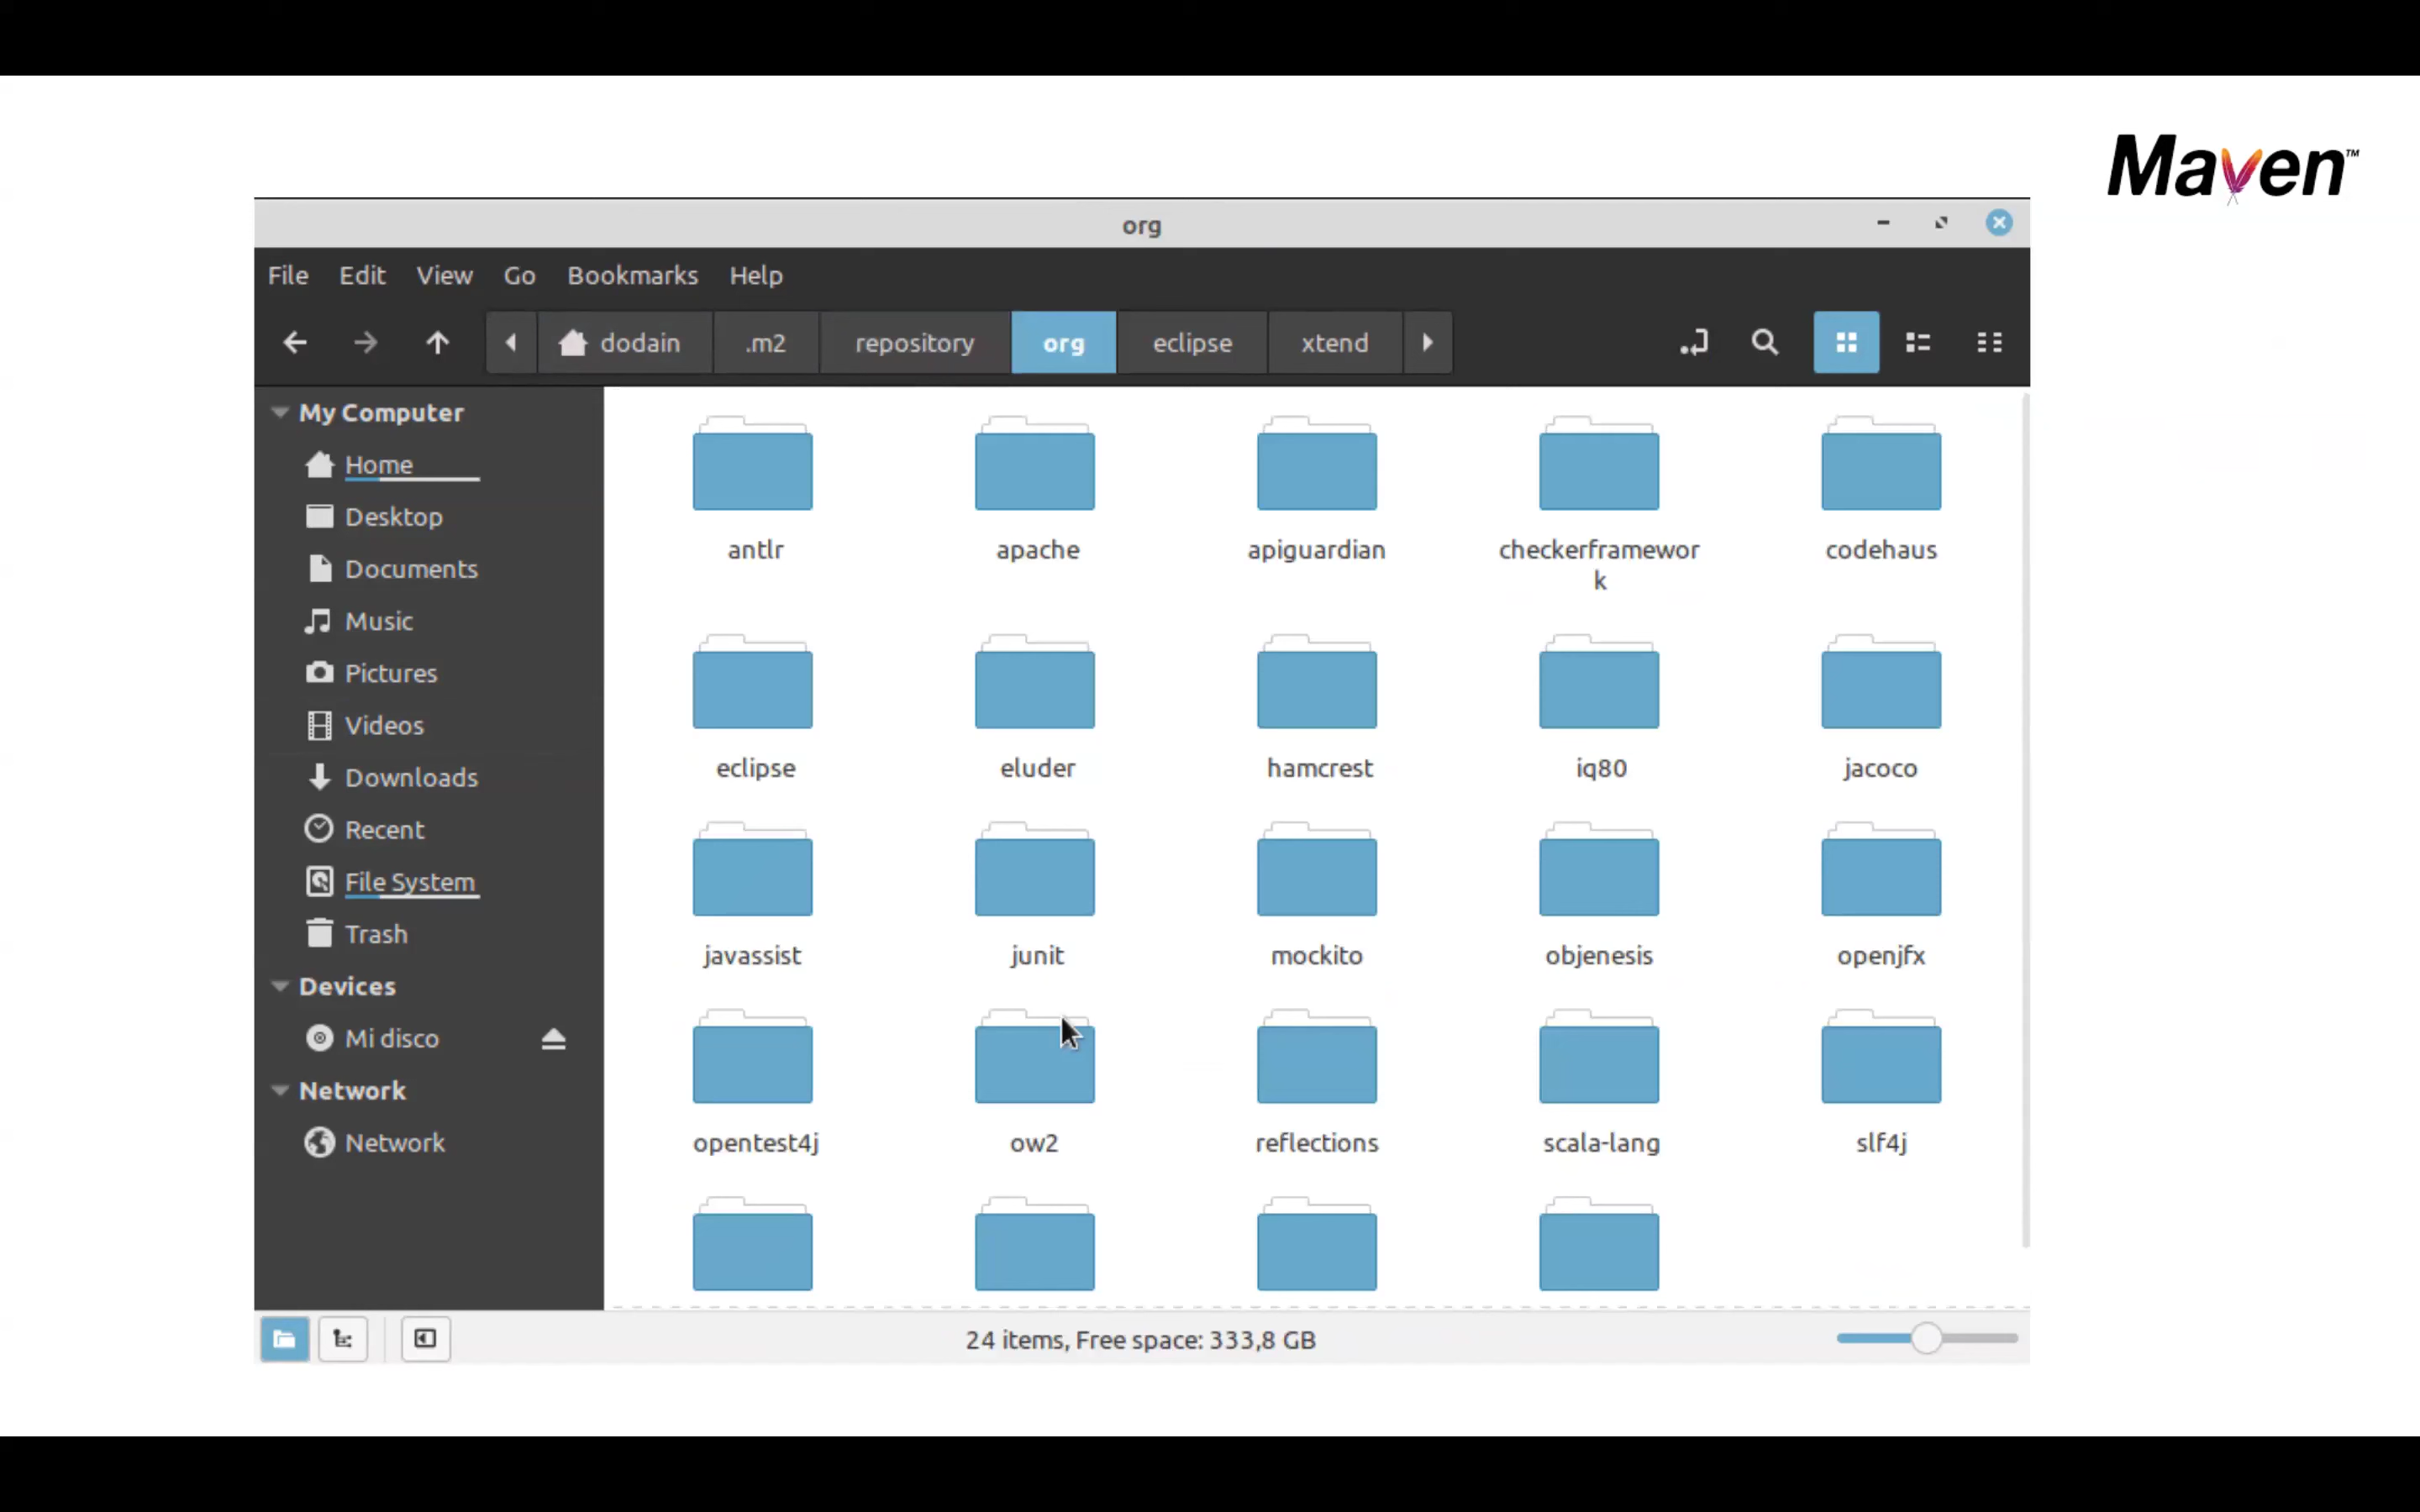 Maven™
org
File Edit View Go Bookmarks Help
dodain .m2 repository org eclipse xtend
My Computer
Home
Desktop
Documents
Music
Pictures
Videos
Downloads
Recent
File System
Trash
Devices
Mi disco
Network
Network
antlr apache apiguardian checkerframewor codehaus
k
eclipse eluder hamcrest iq80 jacoco
javassist junit mockito objenesis openjfx
opentest4j ow2 reflections scala-lang slf4j
24 items, Free space: 333,8 GB